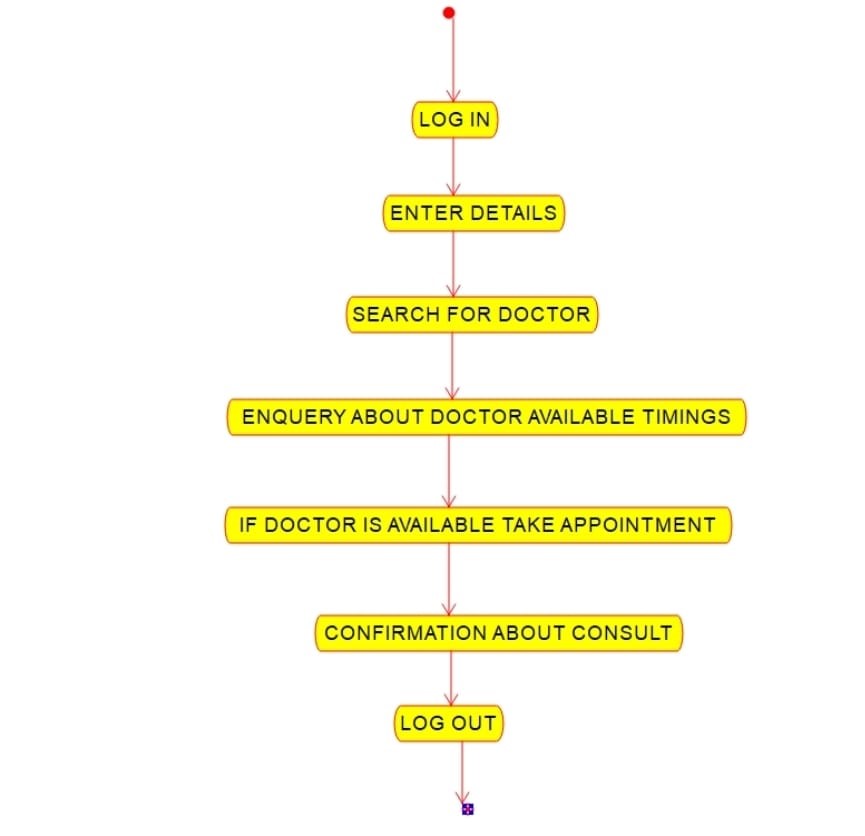 LOG IN
ENTER DETAILS
SEARCH FOR DOCTOR
ENQUERY ABOUT DOCTOR AVAILABLE TIMINGS
IF DOCTOR IS AVAILABLE TAKE APPOINTMENT
CONFIRMATION ABOUT CONSULT
LOG OUT